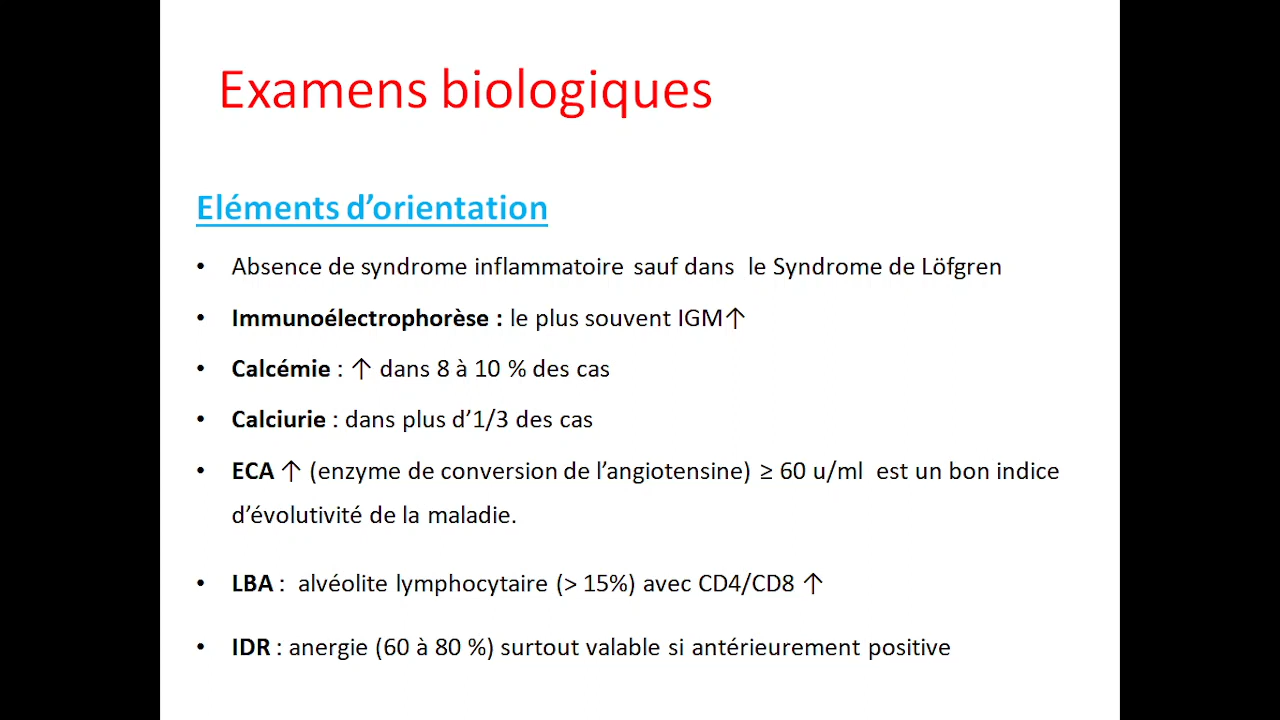 Examens biologiques
Eléments d’orientation
• Absence de syndrome inflammatoire sauf dans le Syndrome de Löfgren
• Immunoélectrophorèse : le plus souvent IGM↑
• Calcémie : ↑ dans 8 à 10 % des cas
• Calciurie : dans plus d’1/3 des cas
• ECA ↑ (enzyme de conversion de l’angiotensine) ≥ 60 u/ml est un bon indice
d’évolutivité de la maladie.
• LBA : alvéolite lymphocytaire (> 15%) avec CD4/CD8 ↑
• IDR : anergie (60 à 80 %) surtout valable si antérieurement positive